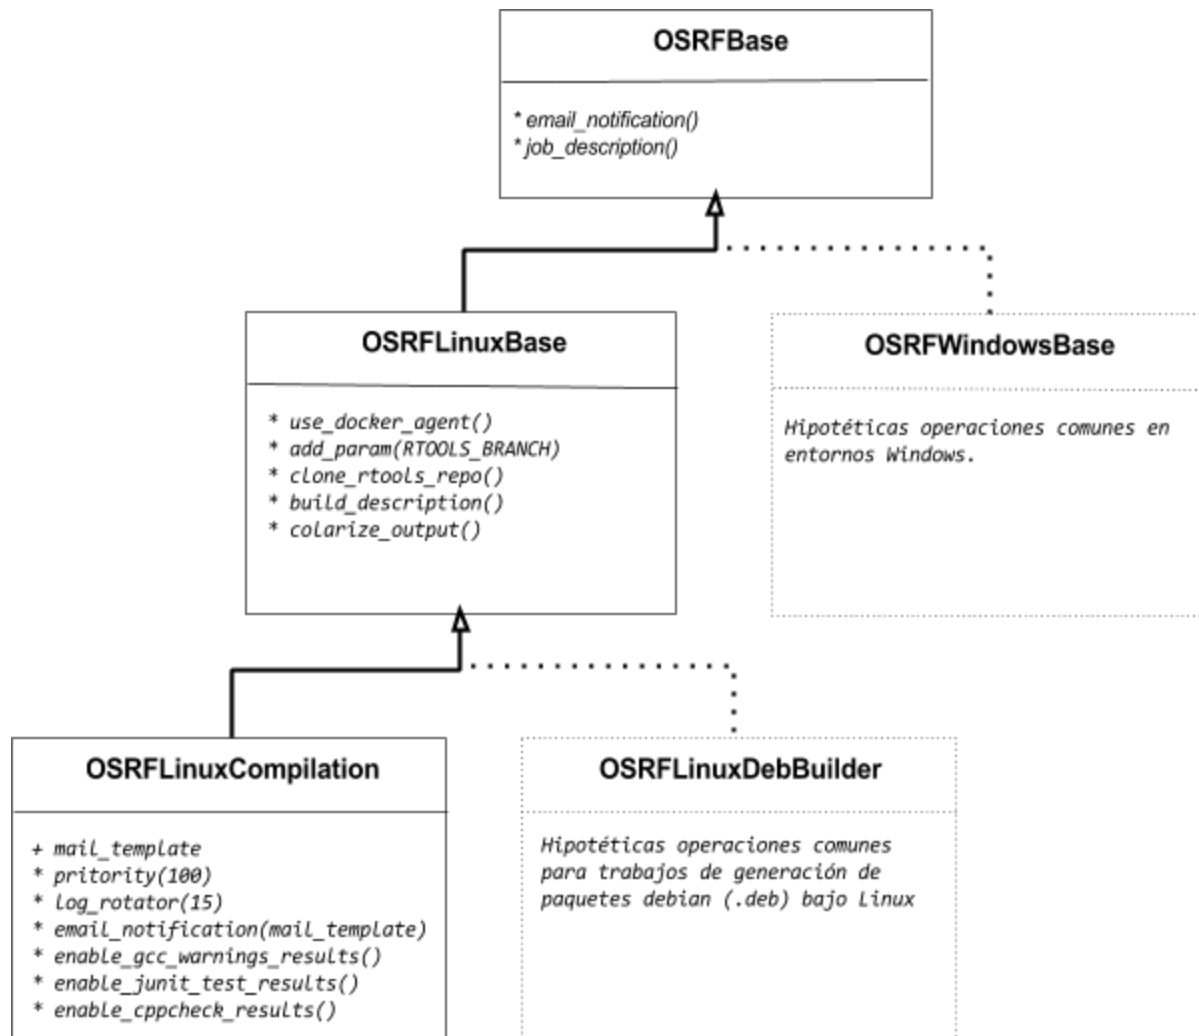 OSRFBase
* email_notification()
* job_description()
OSRFLinuxBase
* use_docker_agent()
* add_param(RTOOLS_BRANCH)
* clone_rtools_repo()
* build_description()
* colarize_output()
OSRFWindowsBase
Hipotéticas operaciones comunes en
entornos Windows.
OSRFLinuxCompilation
+ mail_template
* pritority(100)
* log_rotator(15)
* email_notification(mail_template)
* enable_gcc_warnings_results()
* enable_junit_test_results()
* enable_cppcheck_results()
OSRFLinuxDebBuilder
Hipotéticas operaciones comunes
para trabajos de generación de
paquetes debian (.deb) bajo Linux